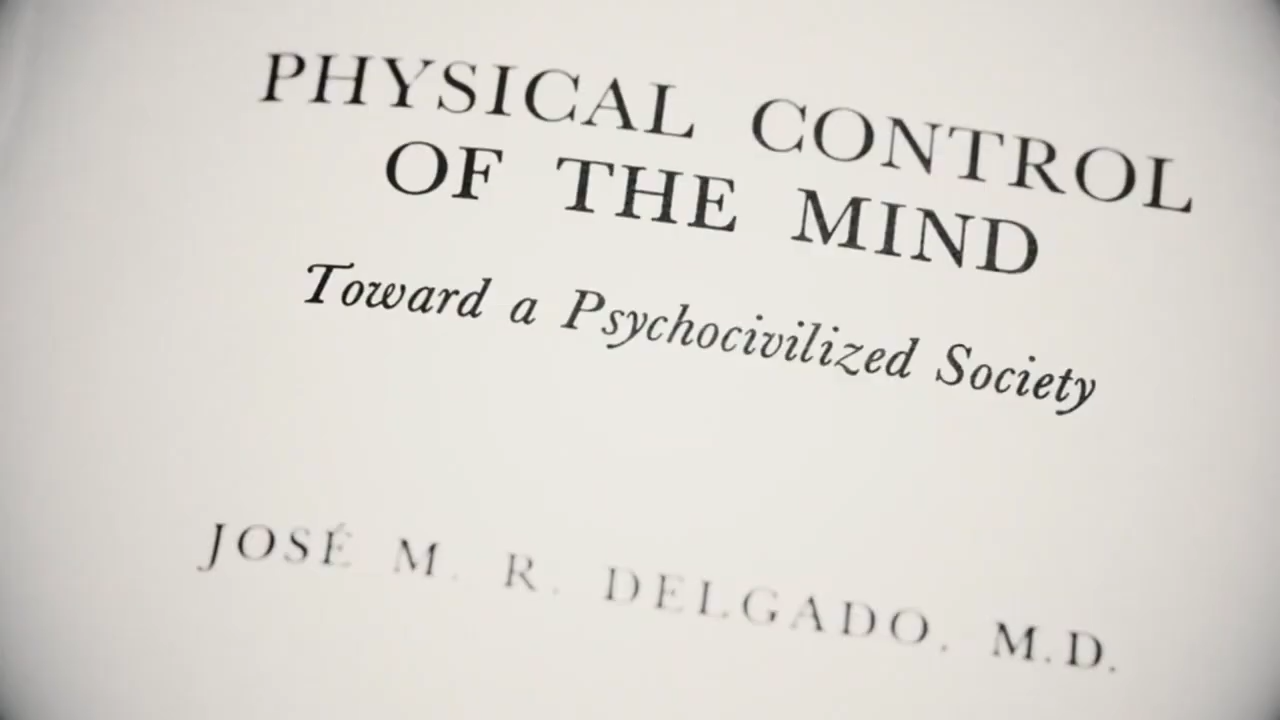 PHYSICAL CONTROL
OF THE MIND
Toward a Psychocivilized Society
JOSÉ M. R. DELGADO, M.D.